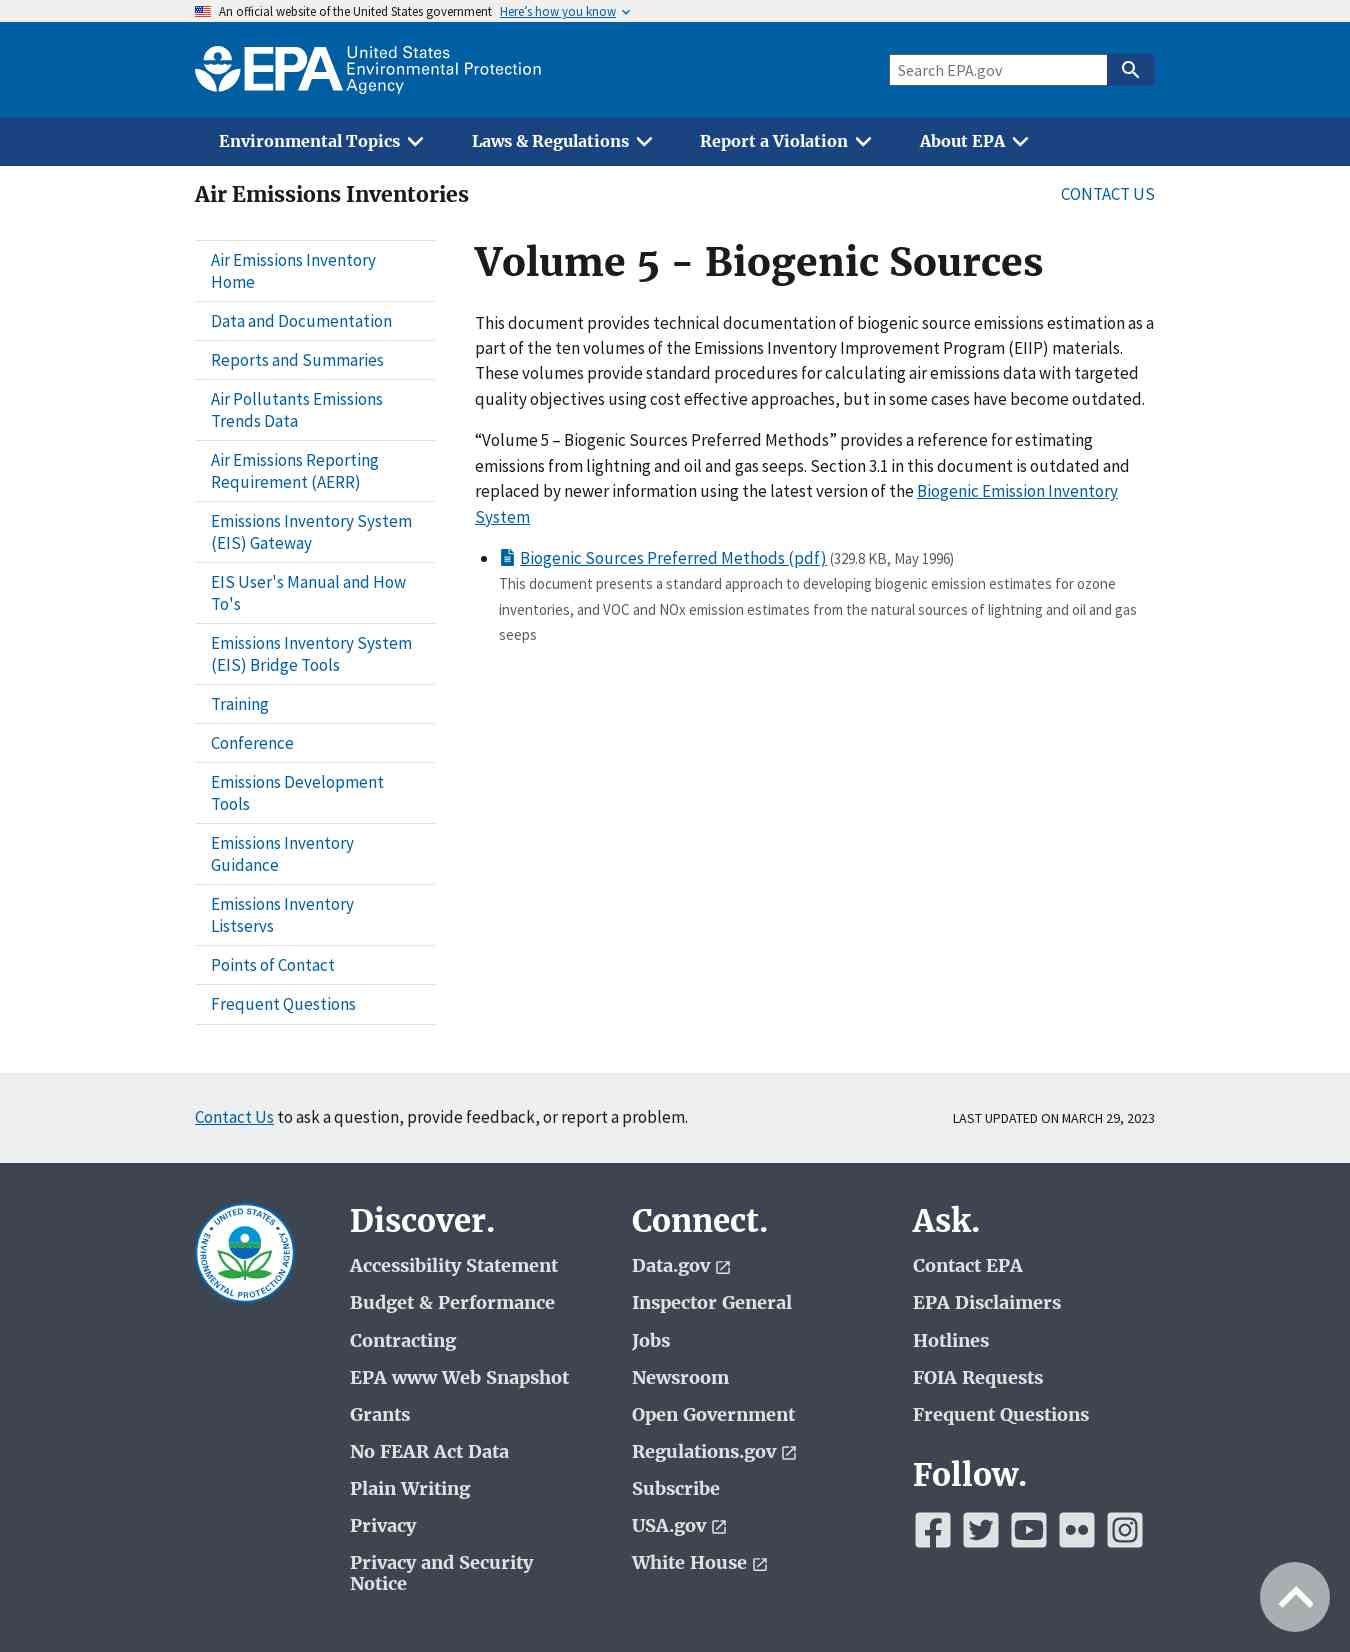 An official website of the United States government Here's how you know
EPA United States
Environmental Protection
Agency
Search EPA.gov
Environmental Topics
Laws & Regulations
Report a Violation
About EPA
Air Emissions Inventories
CONTACT US
Air Emissions Inventory
Home
Data and Documentation
Reports and Summaries
Air Pollutants Emissions
Trends Data
Air Emissions Reporting
Requirement (AERR)
Emissions Inventory System
(EIS) Gateway
EIS User's Manual and How
To's
Emissions Inventory System
(EIS) Bridge Tools
Training
Conference
Emissions Development
Tools
Emissions Inventory
Guidance
Emissions Inventory
Listservs
Points of Contact
Frequent Questions
Volume 5 - Biogenic Sources
This document provides technical documentation of biogenic source emissions estimation as a
part of the ten volumes of the Emissions Inventory Improvement Program (EIIP) materials.
These volumes provide standard procedures for calculating air emissions data with targeted
quality objectives using cost effective approaches, but in some cases have become outdated.
“Volume 5 – Biogenic Sources Preferred Methods” provides a reference for estimating
emissions from lightning and oil and gas seeps. Section 3.1 in this document is outdated and
replaced by newer information using the latest version of the Biogenic Emission Inventory
System
Biogenic Sources Preferred Methods (pdf) (329.8 KB, May 1996)
This document presents a standard approach to developing biogenic emission estimates for ozone
inventories, and VOC and NOx emission estimates from the natural sources of lightning and oil and gas
seeps
Contact Us to ask a question, provide feedback, or report a problem.
LAST UPDATED ON MARCH 29, 2023
UNITED STATES
ENVIRONMENTAL PROTECTION AGENCY
Discover.
Accessibility Statement
Budget & Performance
Contracting
EPA www Web Snapshot
Grants
No FEAR Act Data
Plain Writing
Privacy
Privacy and Security
Notice
Connect.
Data.gov
Inspector General
Jobs
Newsroom
Open Government
Regulations.gov
Subscribe
USA.gov
White House
Ask.
Contact EPA
EPA Disclaimers
Hotlines
FOIA Requests
Frequent Questions
Follow.